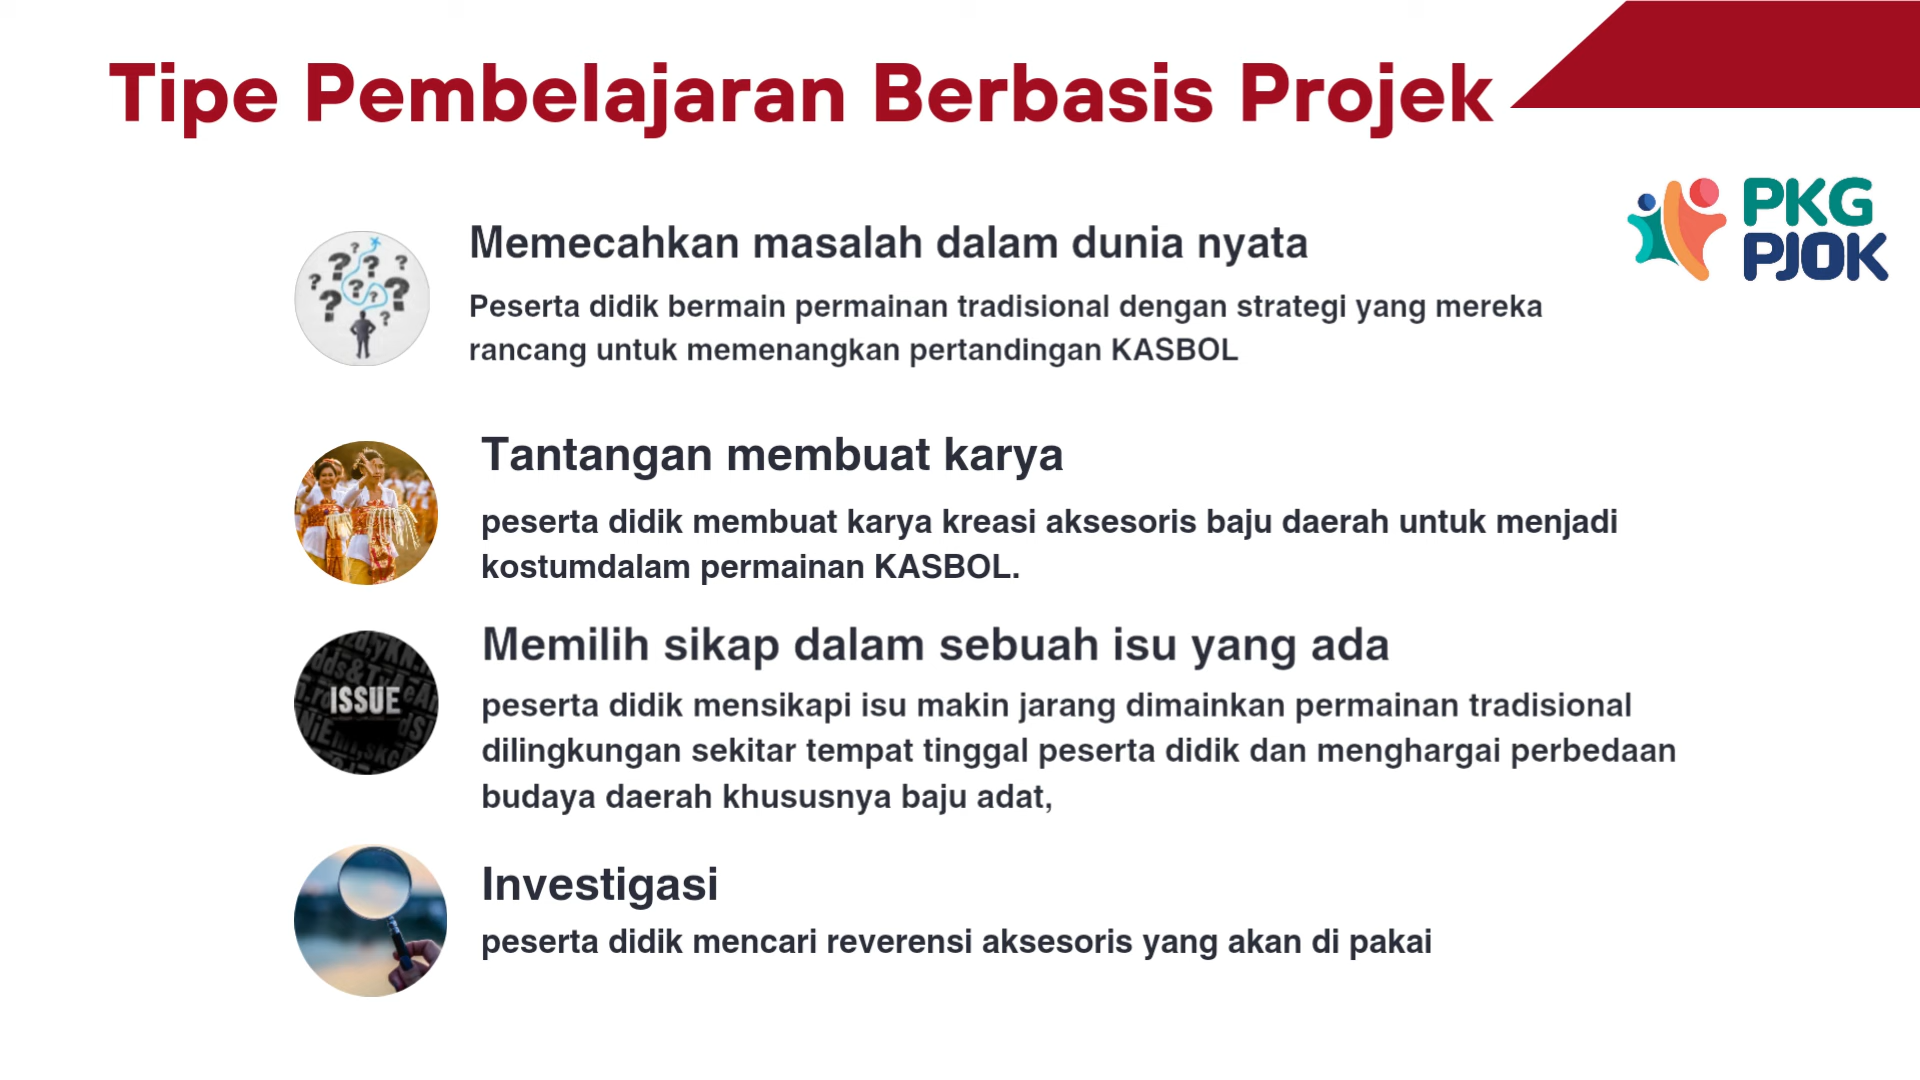 Tipe Pembelajaran Berbasis Projek
PKG
PJOK
Memecahkan masalah dalam dunia nyata
Peserta didik bermain permainan tradisional dengan strategi yang mereka
rancang untuk memenangkan pertandingan KASBOL
Tantangan membuat karya
peserta didik membuat karya kreasi aksesoris baju daerah untuk menjadi
kostumdalam permainan KASBOL.
Memilih sikap dalam sebuah isu yang ada
ISSUE
peserta didik mensikapi isu makin jarang dimainkan permainan tradisional
dilingkungan sekitar tempat tinggal peserta didik dan menghargai perbedaan
budaya daerah khususnya baju adat,
Investigasi
peserta didik mencari reverensi aksesoris yang akan di pakai